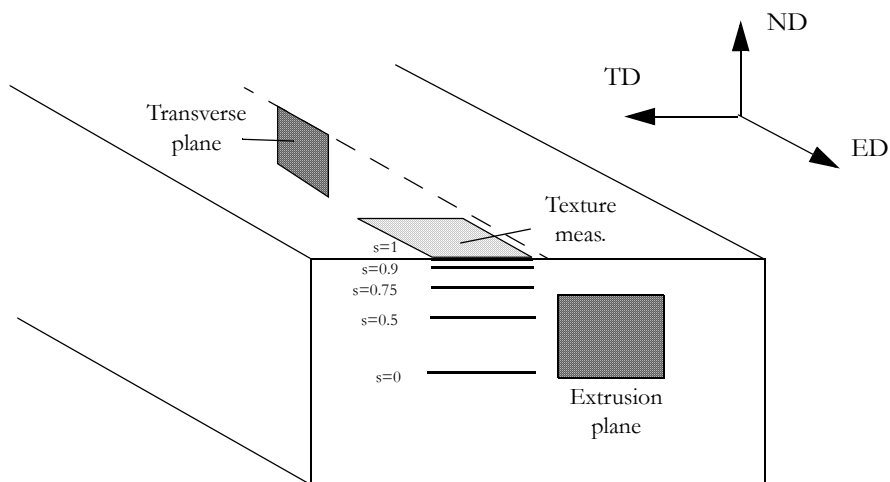 ND
TD
ED
Transverse
plane
Texture
meas.
s=1
s=0.9
s=0.75
s=0.5
s=0
Extrusion
plane